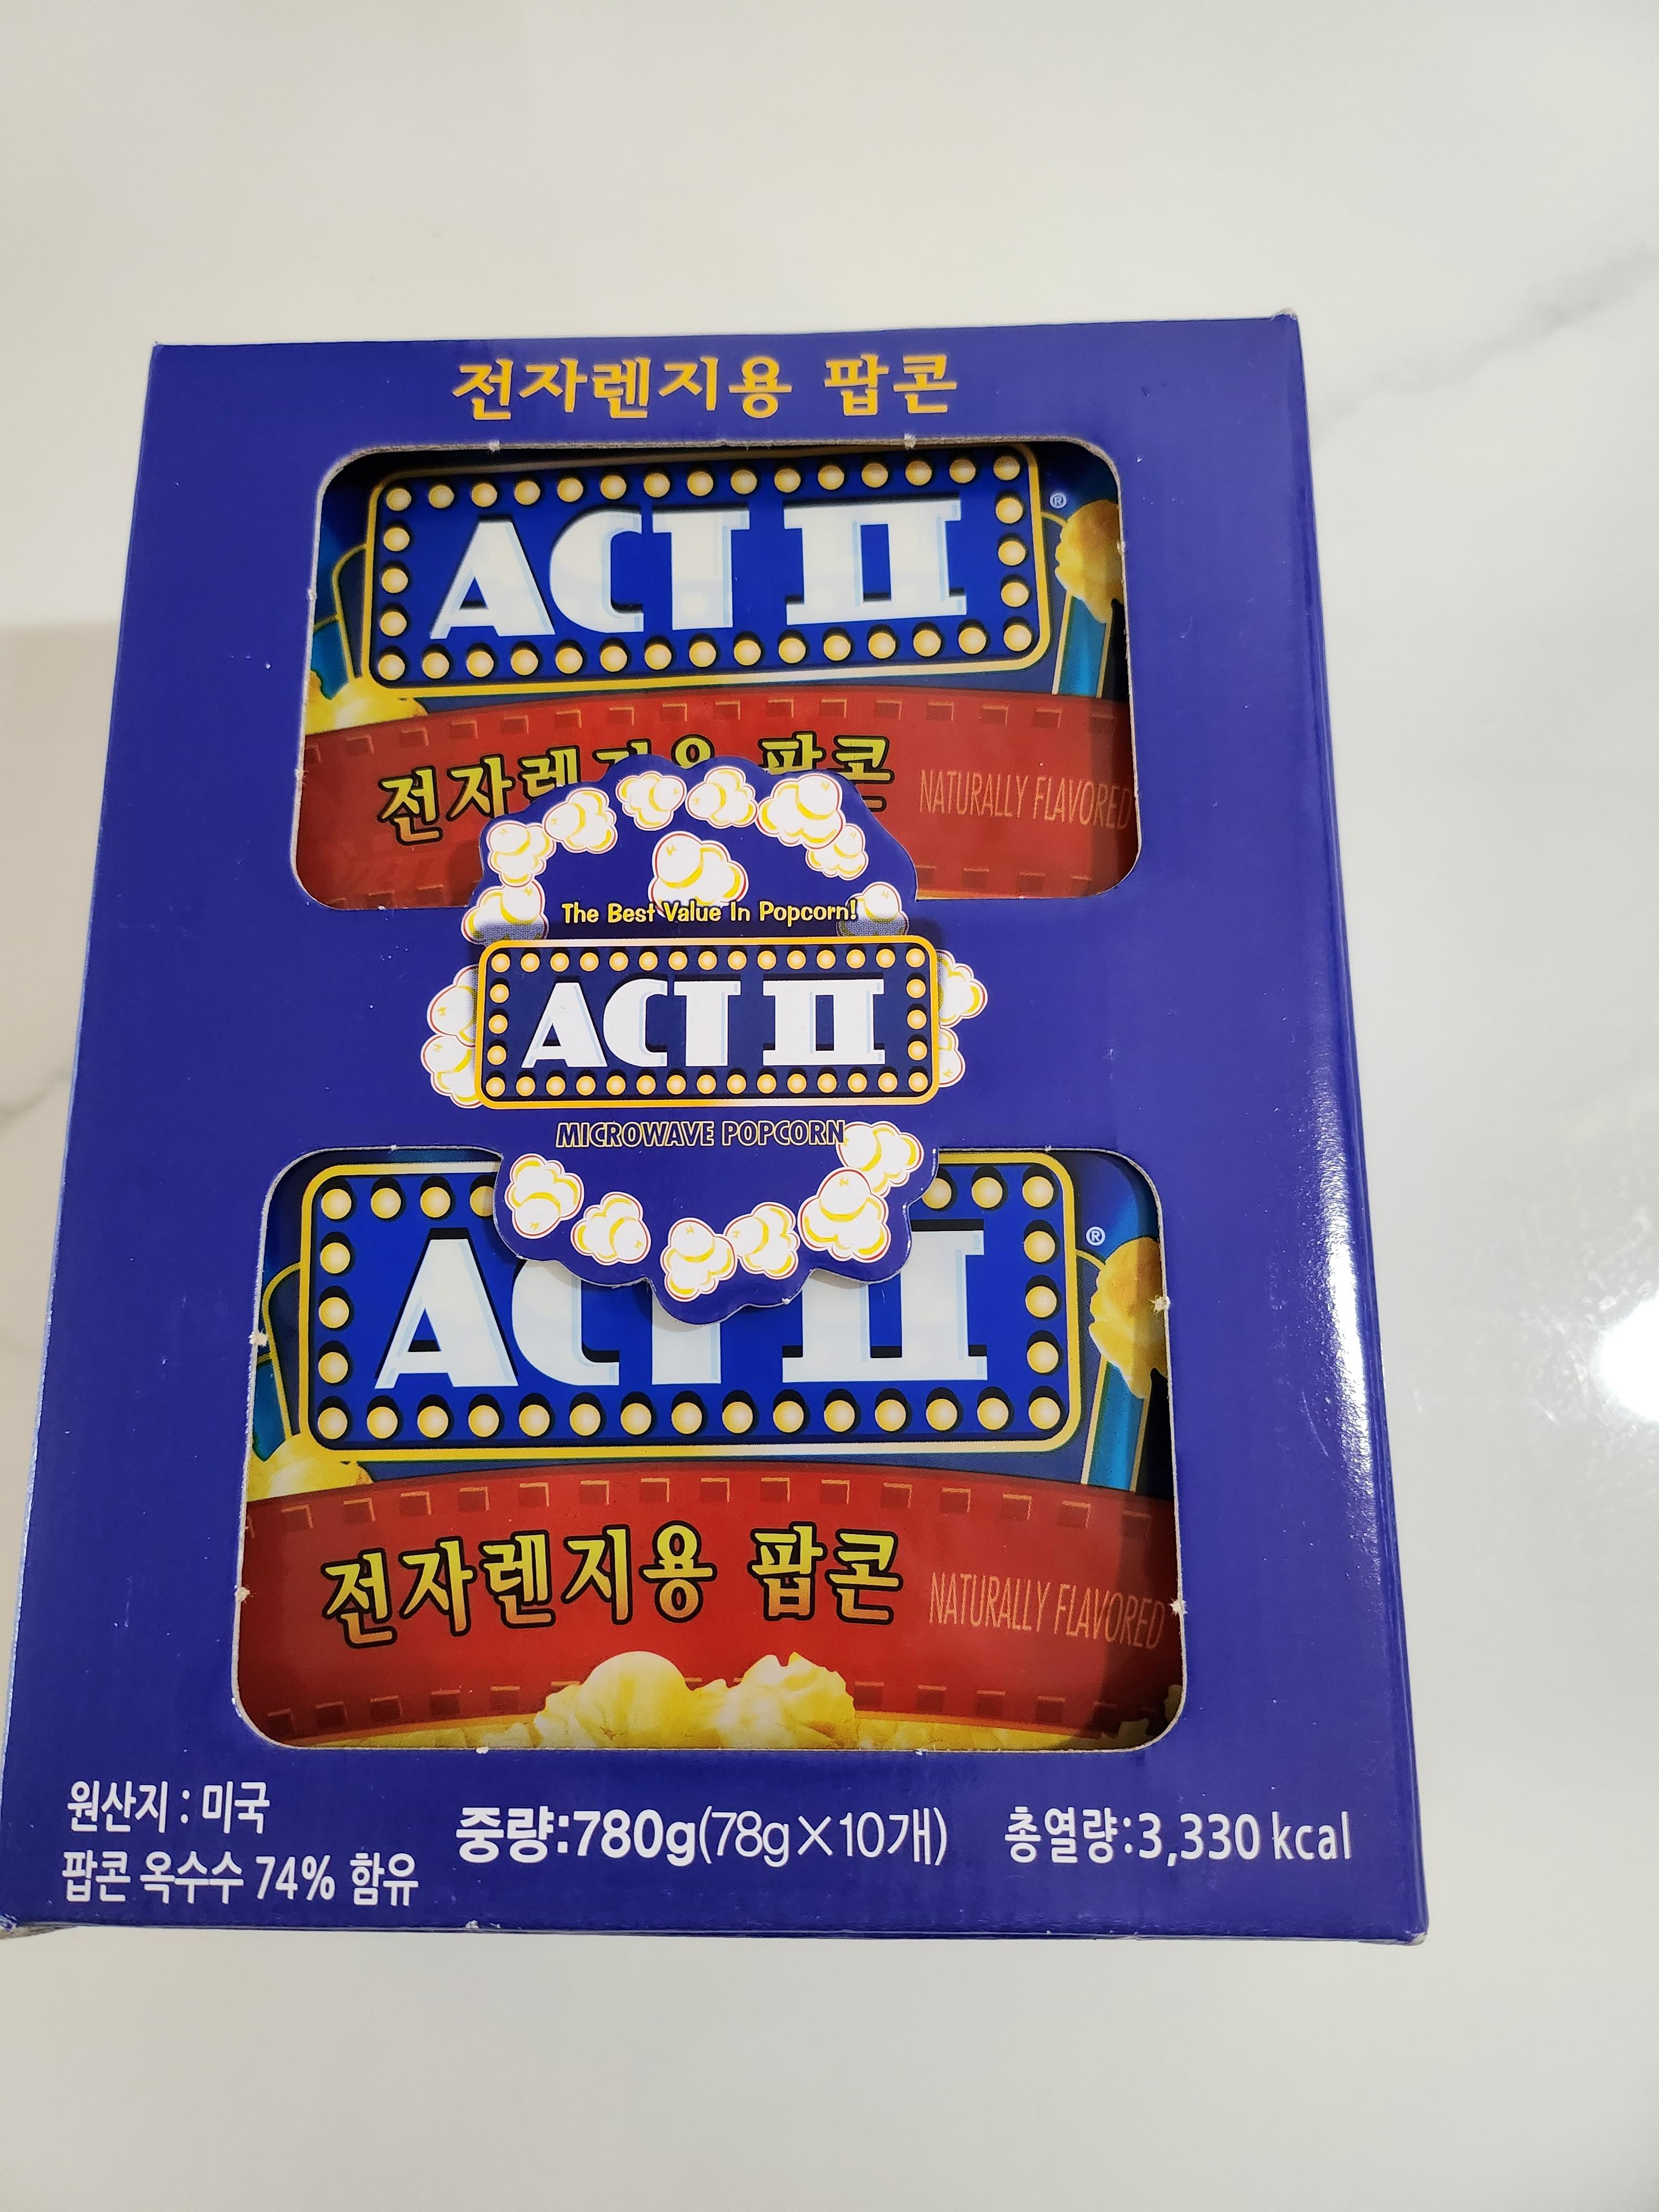 전자렌지용 팝콘
ACT II ®
전자렌지용 팝콘 NATURALLY FLAVORED
The Best Value In Popcorn!
ACT II
MICROWAVE POPCORN
ACT II ®
전자렌지용 팝콘 NATURALLY FLAVORED
원산지 : 미국
팝콘 옥수수 74% 함유
중량:780g(78g×10개)
총열량:3,330 kcal